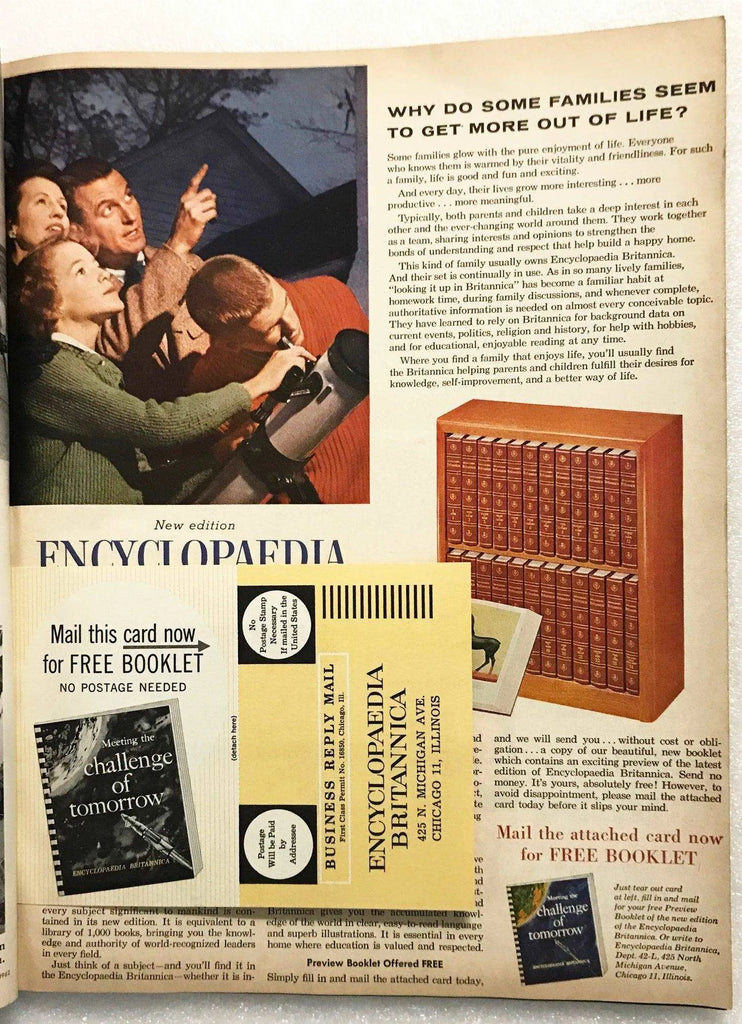 WHY DO SOME FAMILIES SEEM
TO GET MORE OUT OF LIFE?
Some families glow with the pure enjoyment of life. Everyone
who knows them is warmed by their vitality and friendliness. For such
a family, life is good and fun and exciting.
And every day, their lives grow more interesting . . . more
productive . . . more meaningful.
Typically, both parents and children take a deep interest in each
other and the ever-changing world around them. They work together
as a team, sharing interests and opinions to strengthen the
bonds of understanding and respect that help build a happy home.
This kind of family usually owns Encyclopaedia Britannica.
And their set is continually in use. As in so many lively families,
"looking it up in Britannica" has become a familiar habit at
homework time, during family discussions, and whenever complete,
authoritative information is needed on almost every conceivable topic.
They have learned to rely on Britannica for background data on
current events, politics, religion and history, for help with hobbies,
and for educational, enjoyable reading at any time.
Where you find a family that enjoys life, you'll usually find
the Britannica helping parents and children fulfill their desires for
knowledge, self-improvement, and a better way of life.
New edition
ENCYCLOPAEDIA
Mail this card now
for FREE BOOKLET
NO POSTAGE NEEDED
Meeting the
challenge
of
tomorrow
ENCYCLOPAEDIA BRITANNICA
(detach here)
No
Postage Stamp
Necessary
If mailed in the
United States
Postage
Will be Paid
by
Addressee
BUSINESS REPLY MAIL
First Class Permit No. 16850, Chicago, Ill.
ENCYCLOPAEDIA
BRITANNICA
425 N. MICHIGAN AVE.
CHICAGO 11, ILLINOIS
every subject significant to mankind is con-
tained in its new edition. It is equivalent to a
library of 1,000 books, bringing you the knowl-
edge and authority of world-recognized leaders
in every field.
Just think of a subject—and you'll find it in
the Encyclopaedia Britannica—whether it is in-
Britannica gives you the accumulated knowl-
edge of the world in clear, easy-to-read language
and superb illustrations. It is essential in every
home where education is valued and respected.
Preview Booklet Offered FREE
Simply fill in and mail the attached card today,
and we will send you . . . without cost or obli-
gation . . . a copy of our beautiful, new booklet
which contains an exciting preview of the latest
edition of Encyclopaedia Britannica. Send no
money. It's yours, absolutely free! However, to
avoid disappointment, please mail the attached
card today before it slips your mind.
Mail the attached card now
for FREE BOOKLET
Meeting the
challenge
of
tomorrow
ENCYCLOPAEDIA BRITANNICA
Just tear out card
at left, fill in and mail
for your free Preview
Booklet of the new edition
of the Encyclopaedia
Britannica. Or write to
Encyclopaedia Britannica,
Dept. 42-L, 425 North
Michigan Avenue,
Chicago 11, Illinois.